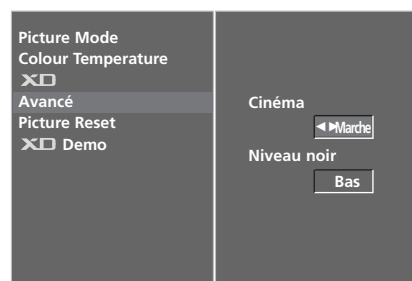 Picture Mode
Colour Temperature
XD
Avancé
Picture Reset
XD Demo
Cinéma
◄►Marche
Niveau noir
Bas